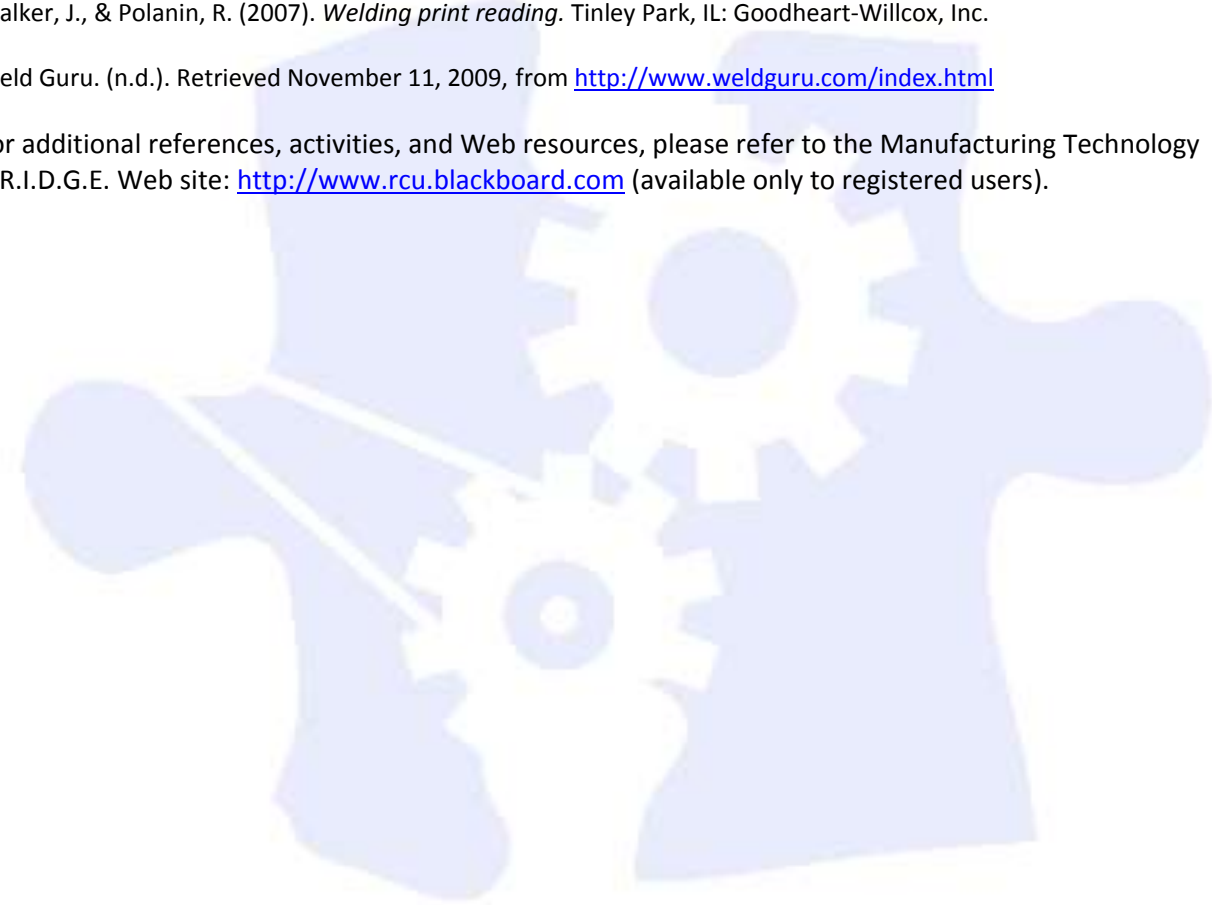 alker, J., & Polanin, R. (2007). Welding print reading. Tinley Park, IL: Goodheart-Willcox, Inc.
eld Guru. (n.d.). Retrieved November 11, 2009, from http://www.weldguru.com/index.html
or additional references, activities, and Web resources, please refer to the Manufacturing Technology
R.I.D.G.E. Web site: http://www.rcu.blackboard.com (available only to registered users).